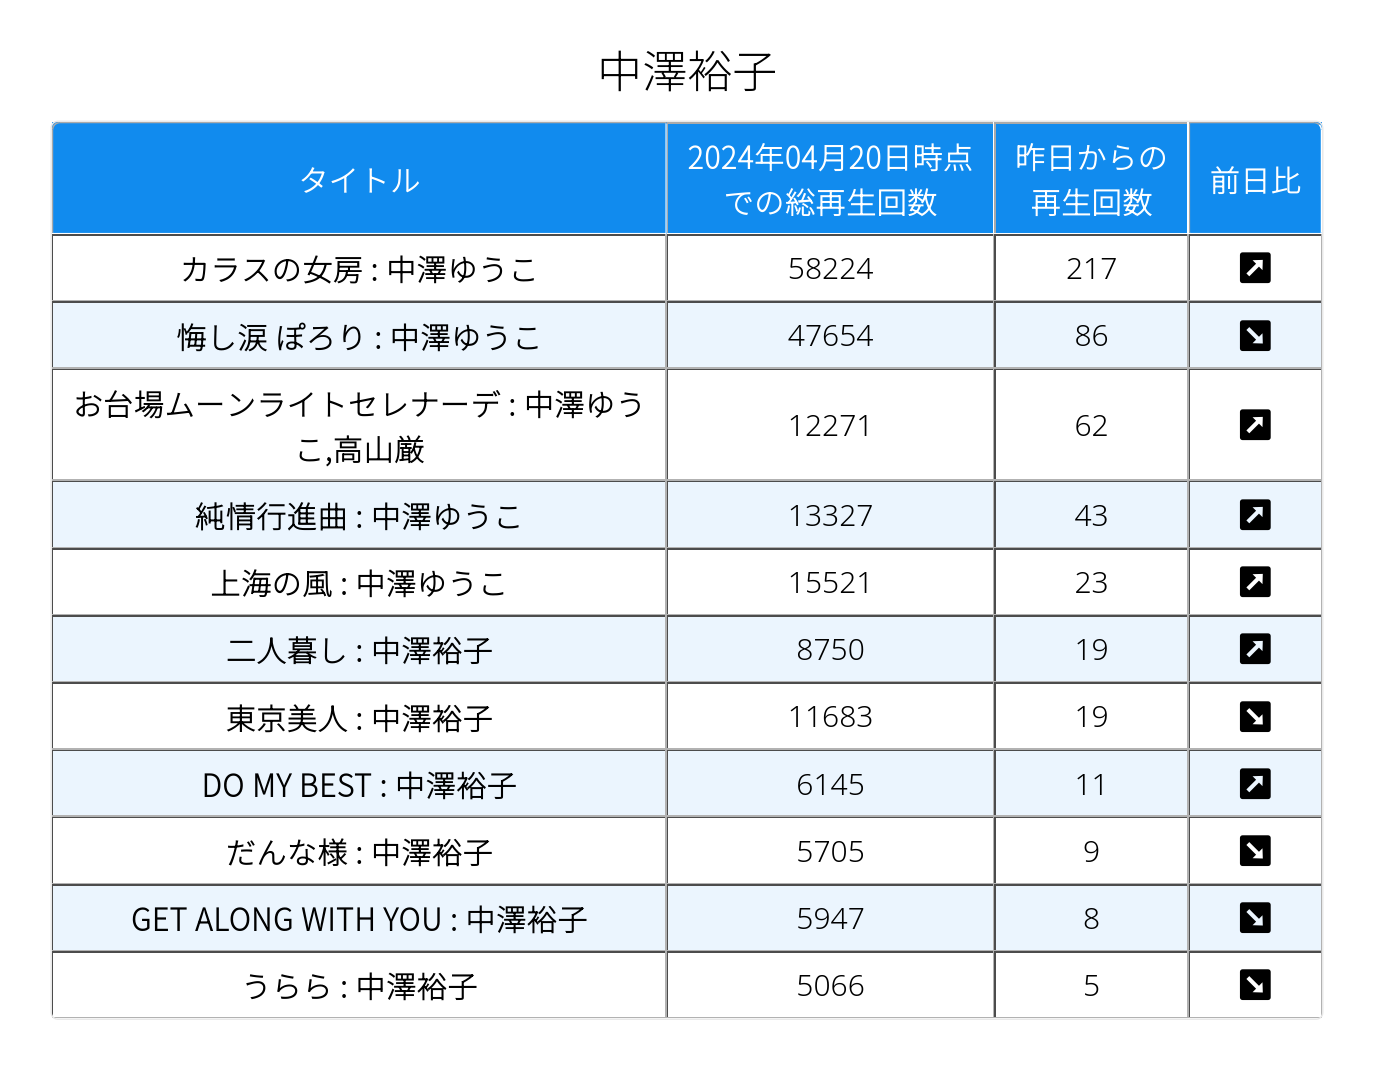 中澤裕子
タイトル
2024年04月20日時点
での総再生回数
昨日からの
再生回数
前日比
カラスの女房 : 中澤ゆうこ
58224
217
悔し涙 ぽろり : 中澤ゆうこ
47654
86
お台場ムーンライトセレナーデ : 中澤ゆう
こ,高山厳
12271
62
純情行進曲 : 中澤ゆうこ
13327
43
上海の風 : 中澤ゆうこ
15521
23
二人暮し : 中澤裕子
8750
19
東京美人 : 中澤裕子
11683
19
DO MY BEST : 中澤裕子
6145
11
だんな様 : 中澤裕子
5705
9
GET ALONG WITH YOU : 中澤裕子
5947
8
うらら : 中澤裕子
5066
5